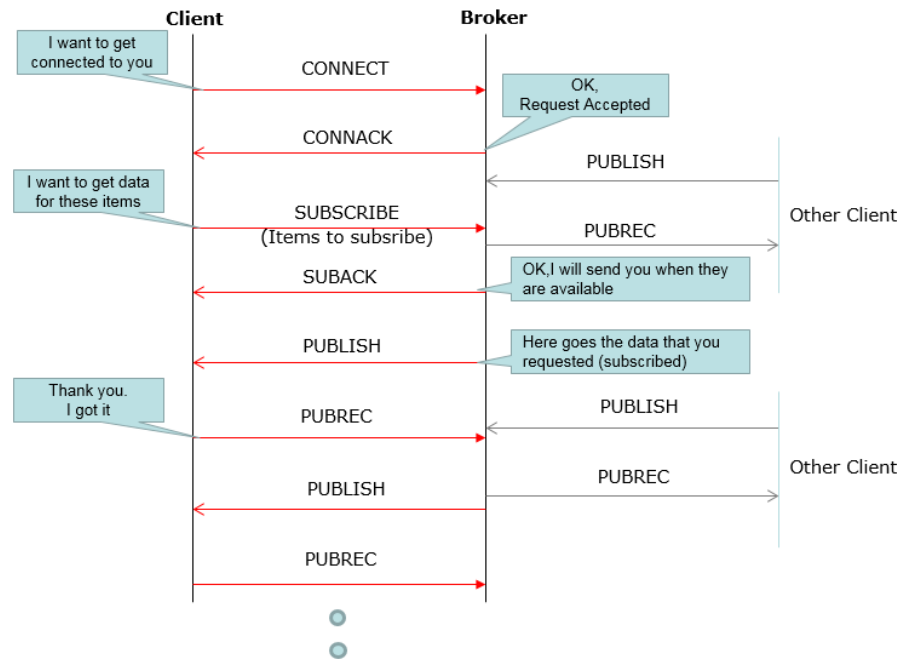 Client
Broker
I want to get
connected to you
CONNECT
OK,
Request Accepted
CONNACK
PUBLISH
I want to get data
for these items
SUBSCRIBE
(Items to subsribe)
PUBREC
Other Client
SUBACK
OK,I will send you when they
are available
PUBLISH
Here goes the data that you
requested (subscribed)
Thank you.
I got it
PUBREC
PUBLISH
Other Client
PUBLISH
PUBREC
PUBREC